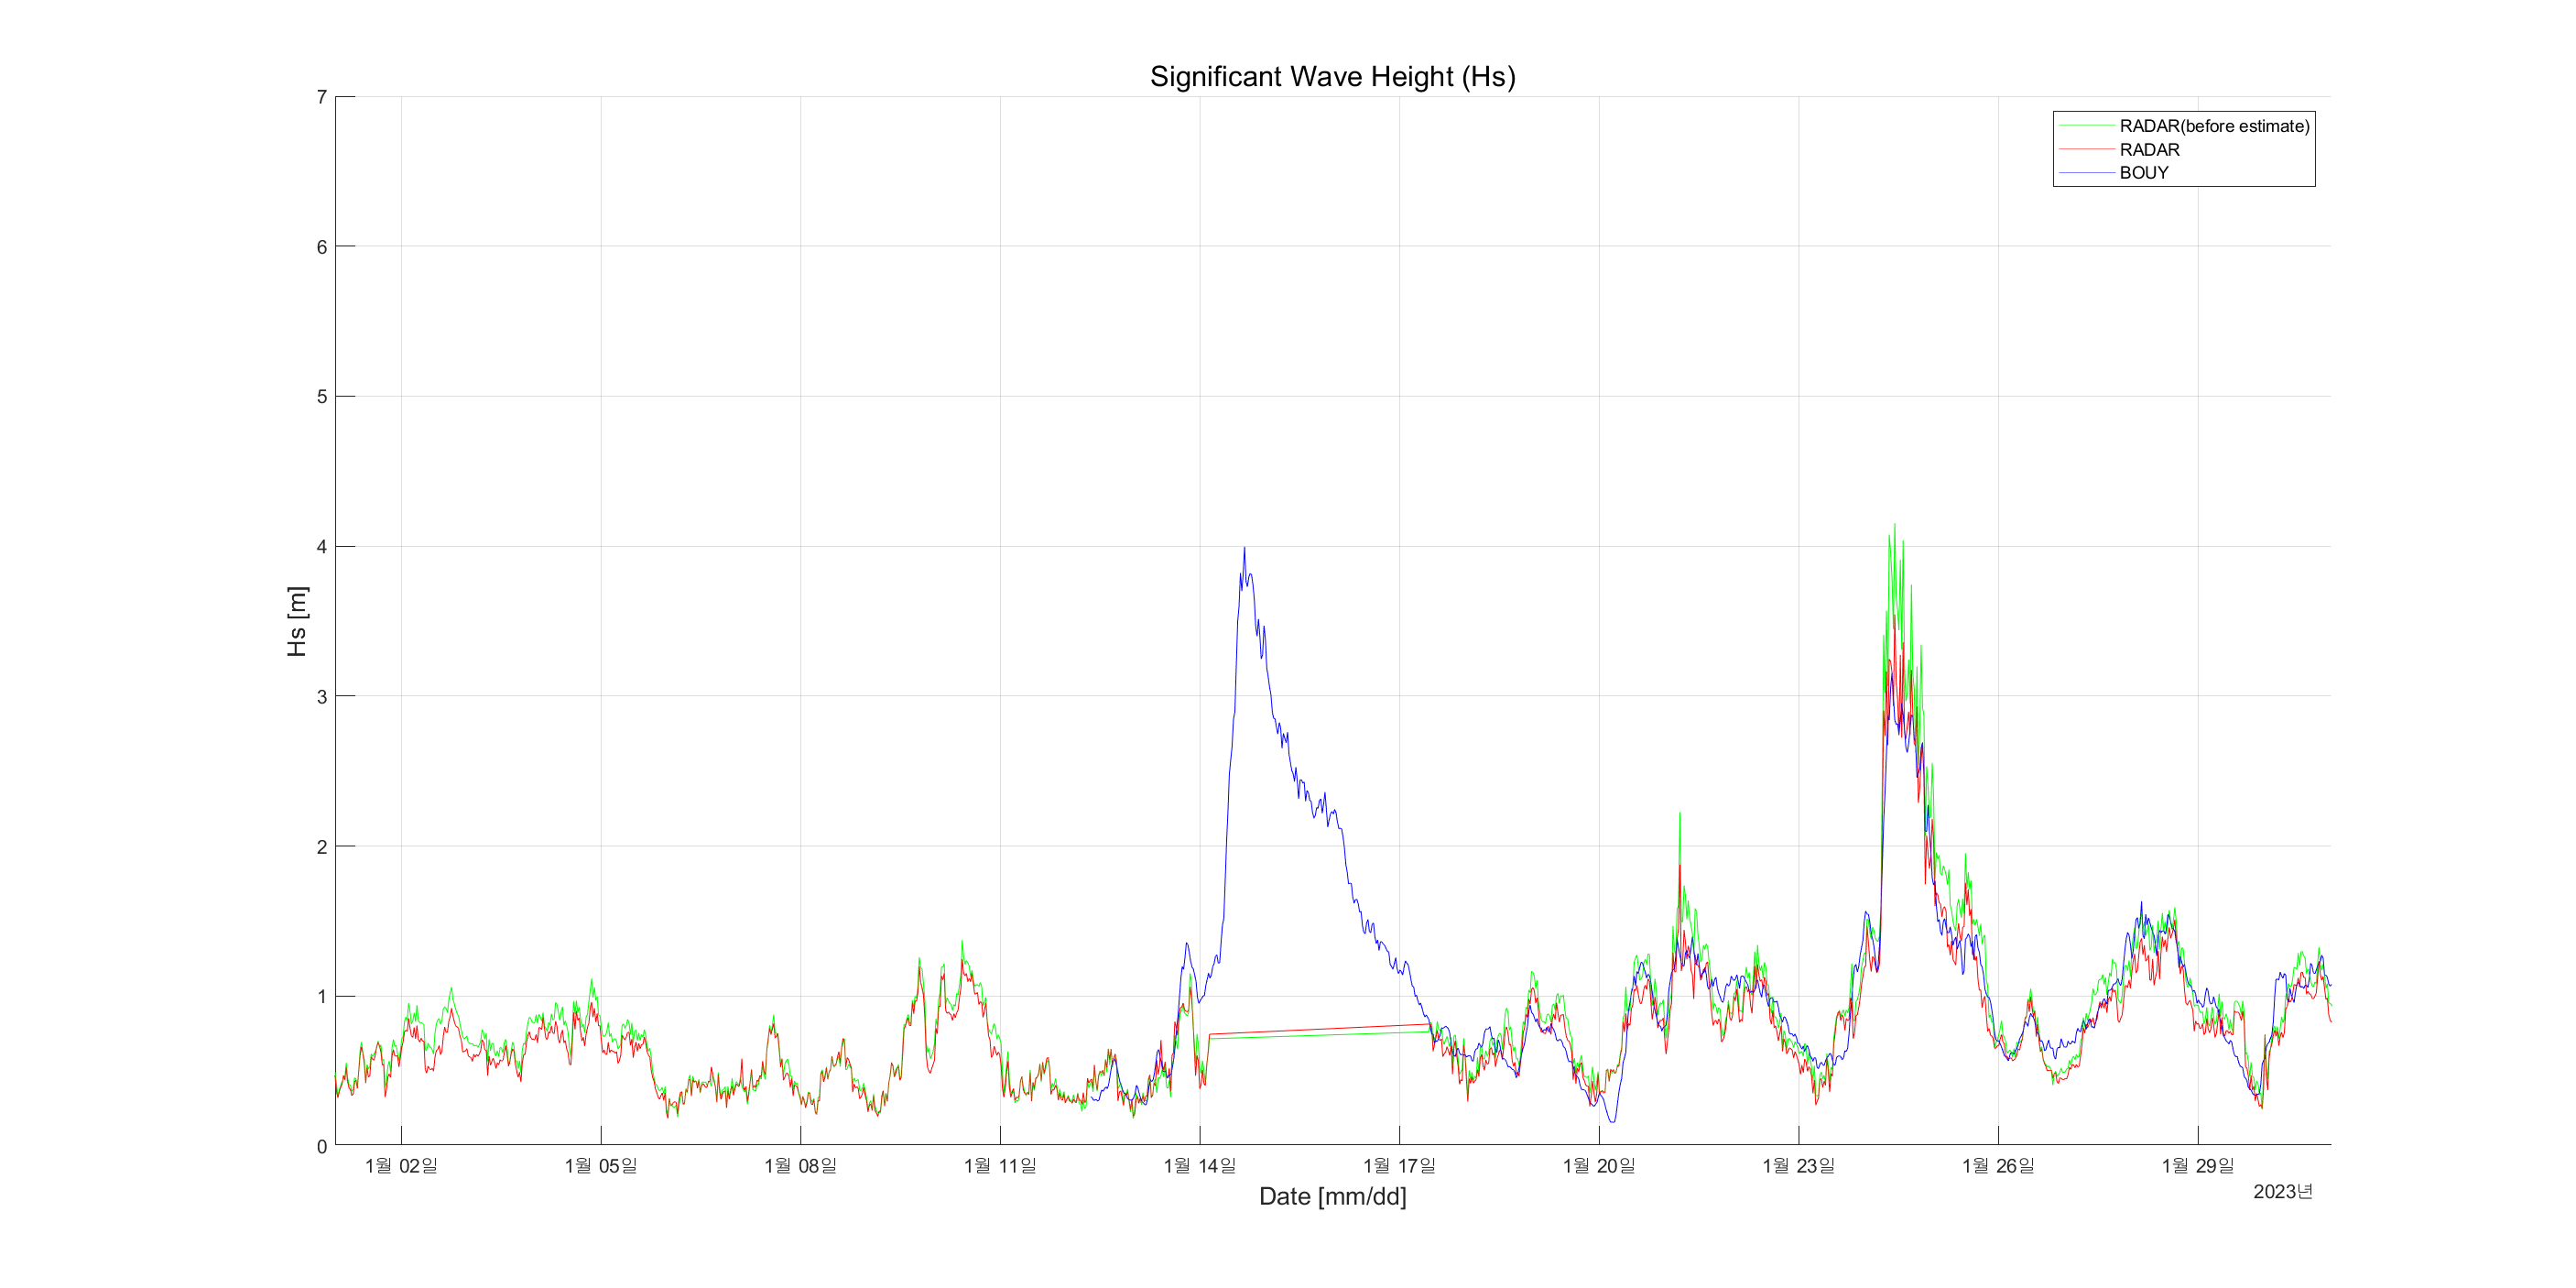 Significant Wave Height (Hs)
RADAR(before estimate)
RADAR
BOUY
7
6
5
4
3
2
1
0
Hs [m]
1월 02일 1월 05일 1월 08일 1월 11일 1월 14일 1월 17일 1월 20일 1월 23일 1월 26일 1월 29일
2023년
Date [mm/dd]